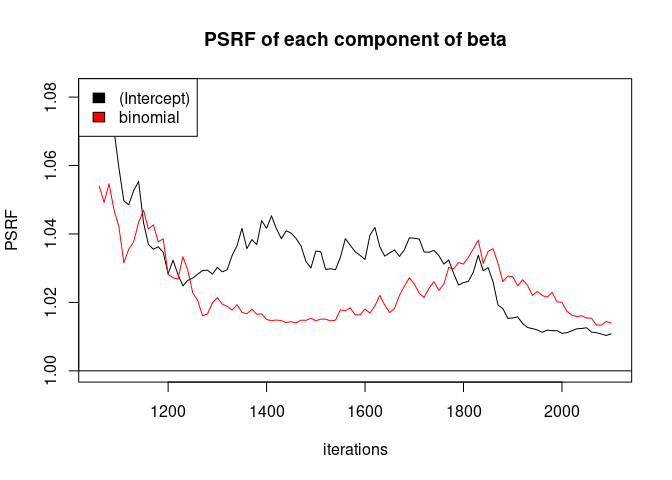 PSRF of each component of beta
(Intercept)
binomial
PSRF
1.08
1.06
1.04
1.02
1.00
1200 1400 1600 1800 2000
iterations